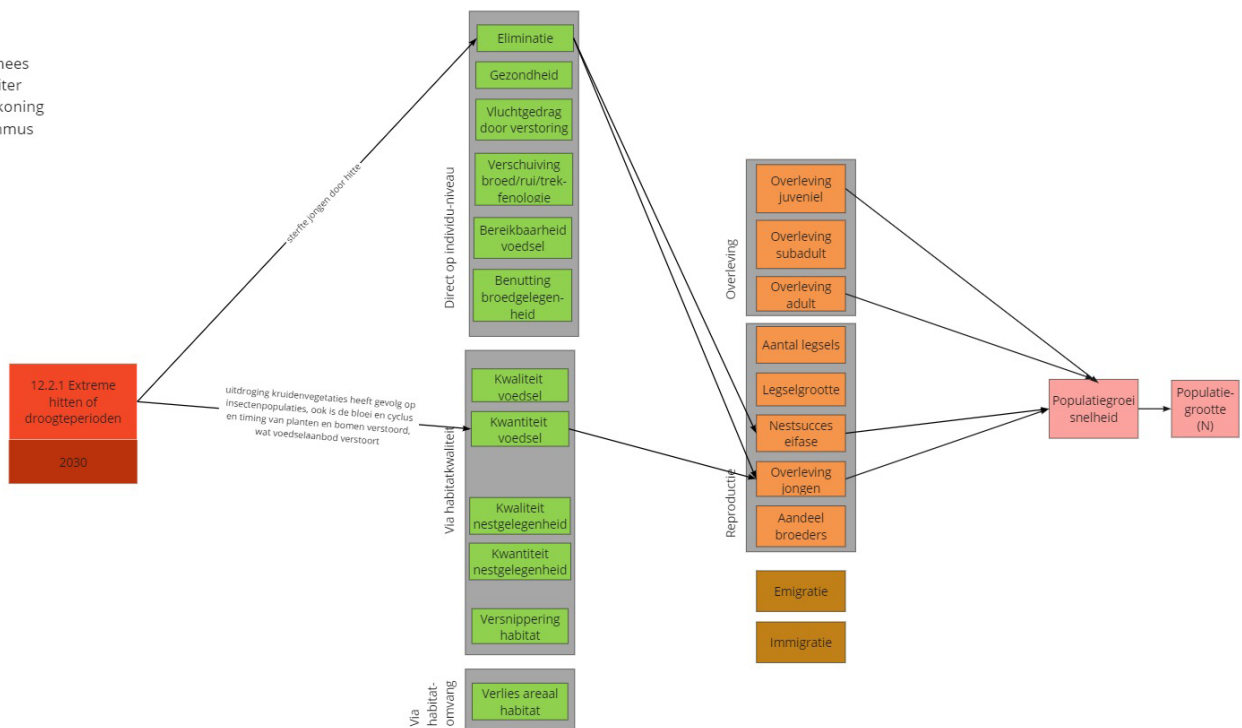 nees
iter
koning
nmus
sterfte jongen door hitte
12.2.1 Extreme
hitten of
droogteperioden
2030
uitdroging kruidenvegetaties heeft gevolg op
insectenpopulaties, ook is de bloei en cyclus
en timing van planten en bomen verstoord,
wat voedselaanbod verstoort
Direct op individu-niveau
Eliminatie
Gezondheid
Vluchtgedrag
door verstoring
Verschuiving
broed/rui/trek-
fenologie
Bereikbaarheid
voedsel
Benutting
broedgelegen-
heid
Via habitatkwaliteit
Kwaliteit
voedsel
Kwantiteit
voedsel
Kwaliteit
nestgelegenheid
Kwantiteit
nestgelegenheid
Versnippering
habitat
Via
habitat-
omvang
Verlies areaal
habitat
Overleving
Overleving
juveniel
Overleving
subadult
Overleving
adult
Reproductie
Aantal legsels
Legselgrootte
Nestsucces
eifase
Overleving
jongen
Aandeel
broeders
Emigratie
Immigratie
Populatiegroei
snelheid
Populatie-
grootte
(N)